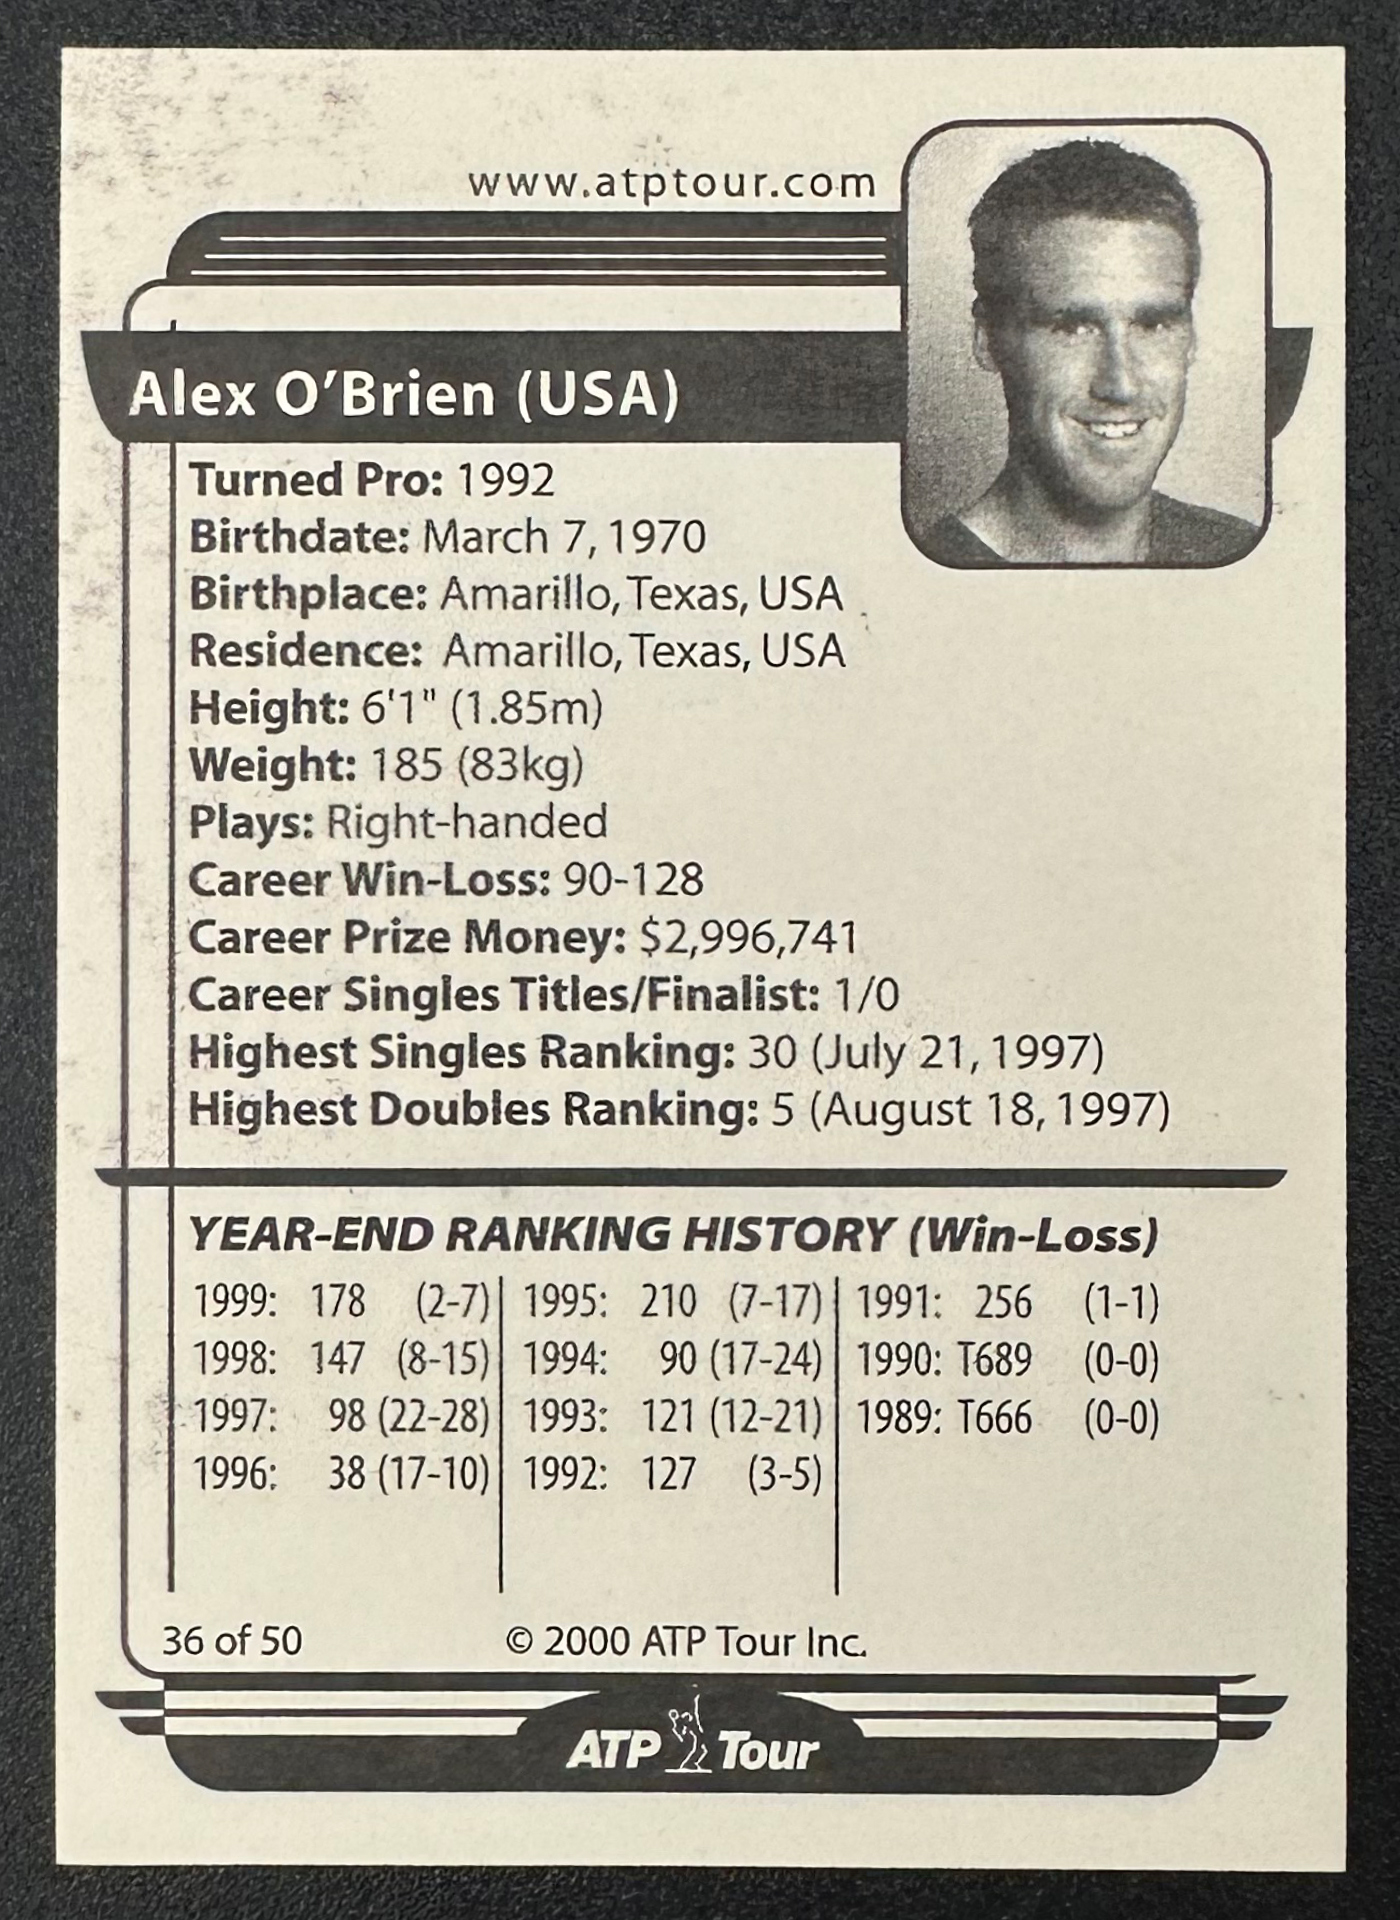 www.atptour.com
Alex O'Brien (USA)
Turned Pro: 1992
Birthdate: March 7, 1970
Birthplace: Amarillo, Texas, USA
Residence: Amarillo, Texas, USA
Height: 6'1" (1.85m)
Weight: 185 (83kg)
Plays: Right-handed
Career Win-Loss: 90-128
Career Prize Money: $2,996,741
Career Singles Titles/Finalist: 1/0
Highest Singles Ranking: 30 (July 21, 1997)
Highest Doubles Ranking: 5 (August 18, 1997)
YEAR-END RANKING HISTORY (Win-Loss)
1999: 178 (2-7) 1995: 210 (7-17) 1991: 256 (1-1)
1998: 147 (8-15) 1994: 90 (17-24) 1990: T689 (0-0)
1997: 98 (22-28) 1993: 121 (12-21) 1989: T666 (0-0)
1996: 38 (17-10) 1992: 127 (3-5)
36 of 50 © 2000 ATP Tour Inc.
ATP Tour